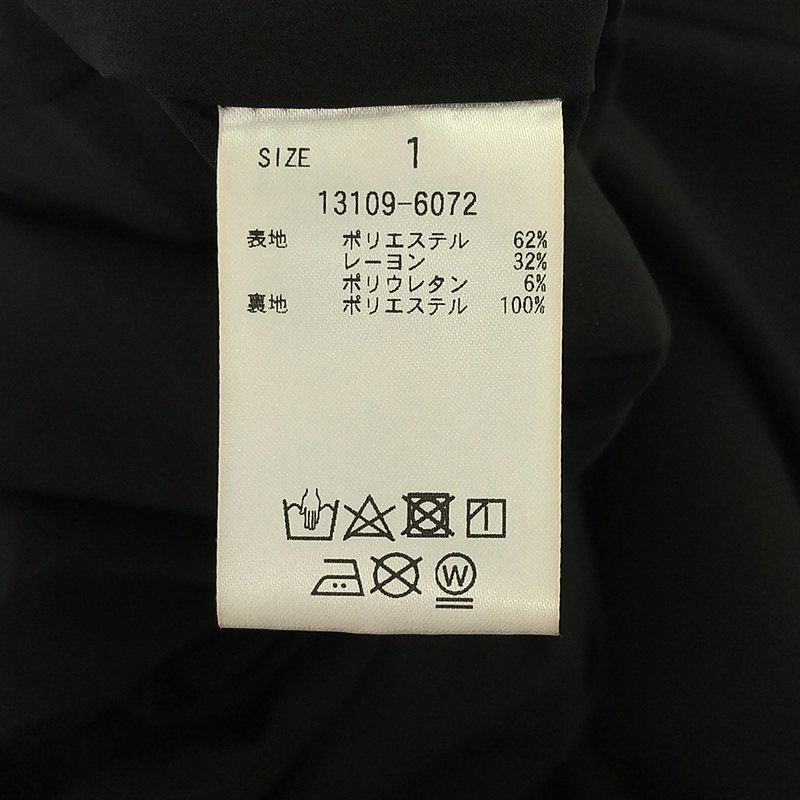 SIZE 1
13109-6072
表地 ポリエステル 62%
レーヨン 32%
ポリウレタン 6%
裏地 ポリエステル 100%
W